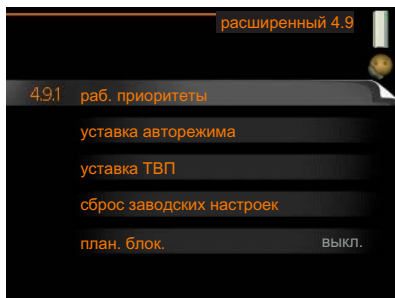 расширенный 4.9
4.9.1 раб. приоритеты
уставка авторежима
уставка ТВП
сброс заводских настроек
план. блок. выкл.